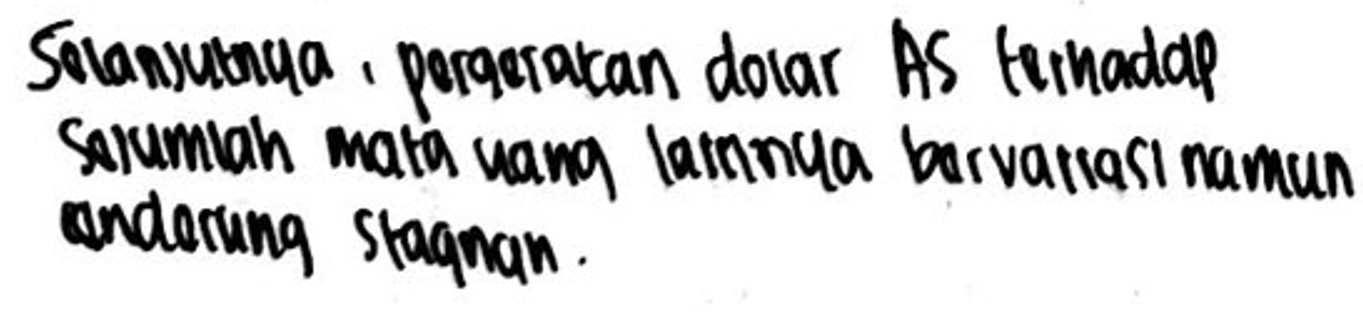 Selanjutnya, pergerakan dolar AS terhadap
sejumlah mata uang lainnya bervariasi namun
cenderung stagnan.